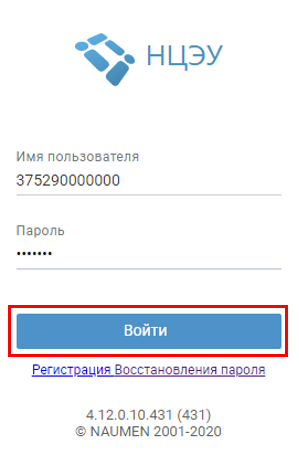 НЦЭУ
Имя пользователя
375290000000
Пароль
•••••••
Войти
Регистрация Восстановления пароля
4.12.0.10.431 (431)
© NAUMEN 2001-2020